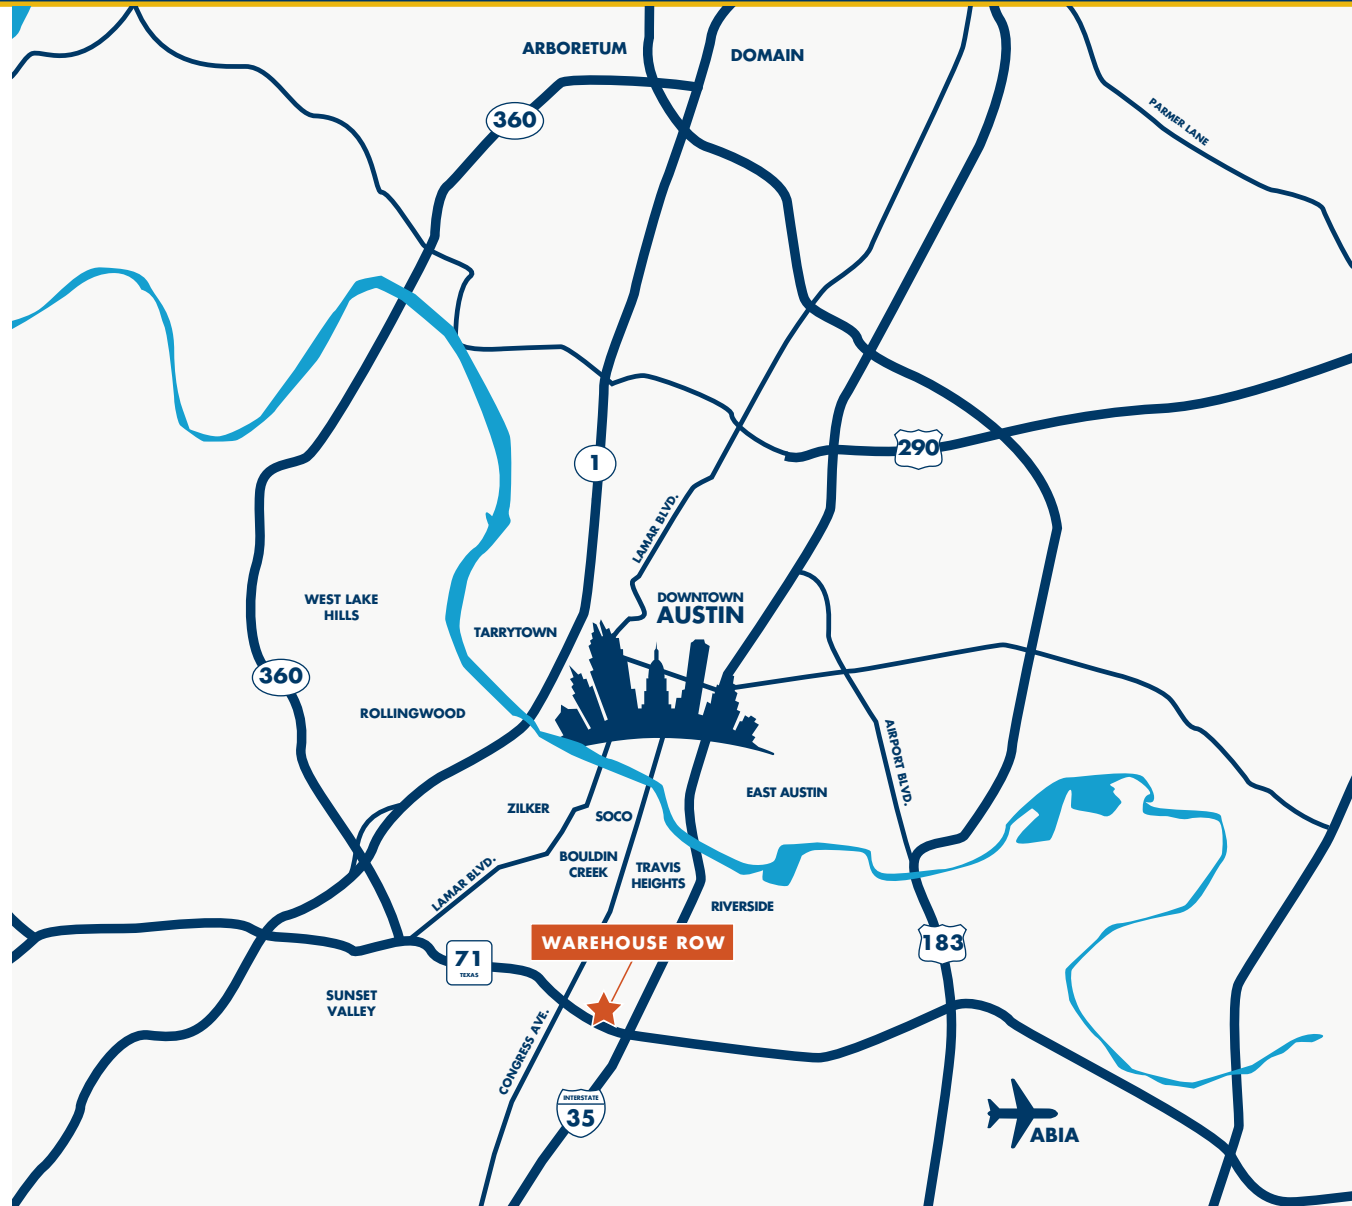 ARBORETUM
DOMAIN
360
PARMER LANE
290
1
LAMAR BLVD.
DOWNTOWN
AUSTIN
WEST LAKE
HILLS
TARRYTOWN
360
ROLLINGWOOD
AIRPORT BLVD.
EAST AUSTIN
ZILKER
SOCO
BOULDIN
CREEK
TRAVIS
HEIGHTS
LAMAR BLVD.
RIVERSIDE
WAREHOUSE ROW
183
71
TEXAS
SUNSET
VALLEY
CONGRESS AVE.
INTERSTATE
35
ABIA